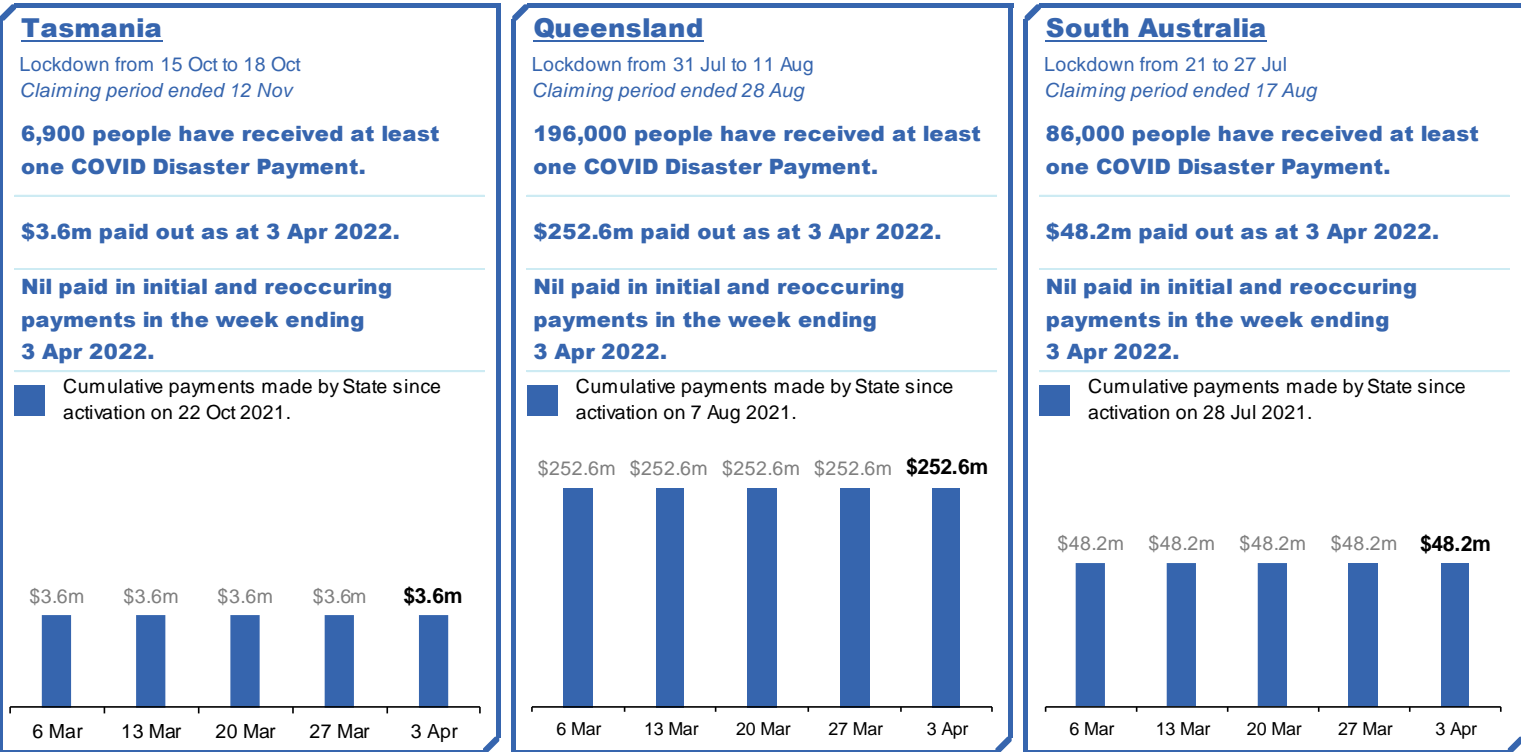 Tasmania
Lockdown from 15 Oct to 18 Oct
Claiming period ended 12 Nov
6,900 people have received at least
one COVID Disaster Payment.
$3.6m paid out as at 3 Apr 2022.
Nil paid in initial and reoccuring
payments in the week ending
3 Apr 2022.
Cumulative payments made by State since
activation on 22 Oct 2021.
$3.6m $3.6m $3.6m $3.6m $3.6m
6 Mar 13 Mar 20 Mar 27 Mar 3 Apr
Queensland
Lockdown from 31 Jul to 11 Aug
Claiming period ended 28 Aug
196,000 people have received at least
one COVID Disaster Payment.
$252.6m paid out as at 3 Apr 2022.
Nil paid in initial and reoccuring
payments in the week ending
3 Apr 2022.
Cumulative payments made by State since
activation on 7 Aug 2021.
$252.6m $252.6m $252.6m $252.6m $252.6m
6 Mar 13 Mar 20 Mar 27 Mar 3 Apr
South Australia
Lockdown from 21 to 27 Jul
Claiming period ended 17 Aug
86,000 people have received at least
one COVID Disaster Payment.
$48.2m paid out as at 3 Apr 2022.
Nil paid in initial and reoccuring
payments in the week ending
3 Apr 2022.
Cumulative payments made by State since
activation on 28 Jul 2021.
$48.2m $48.2m $48.2m $48.2m $48.2m
6 Mar 13 Mar 20 Mar 27 Mar 3 Apr